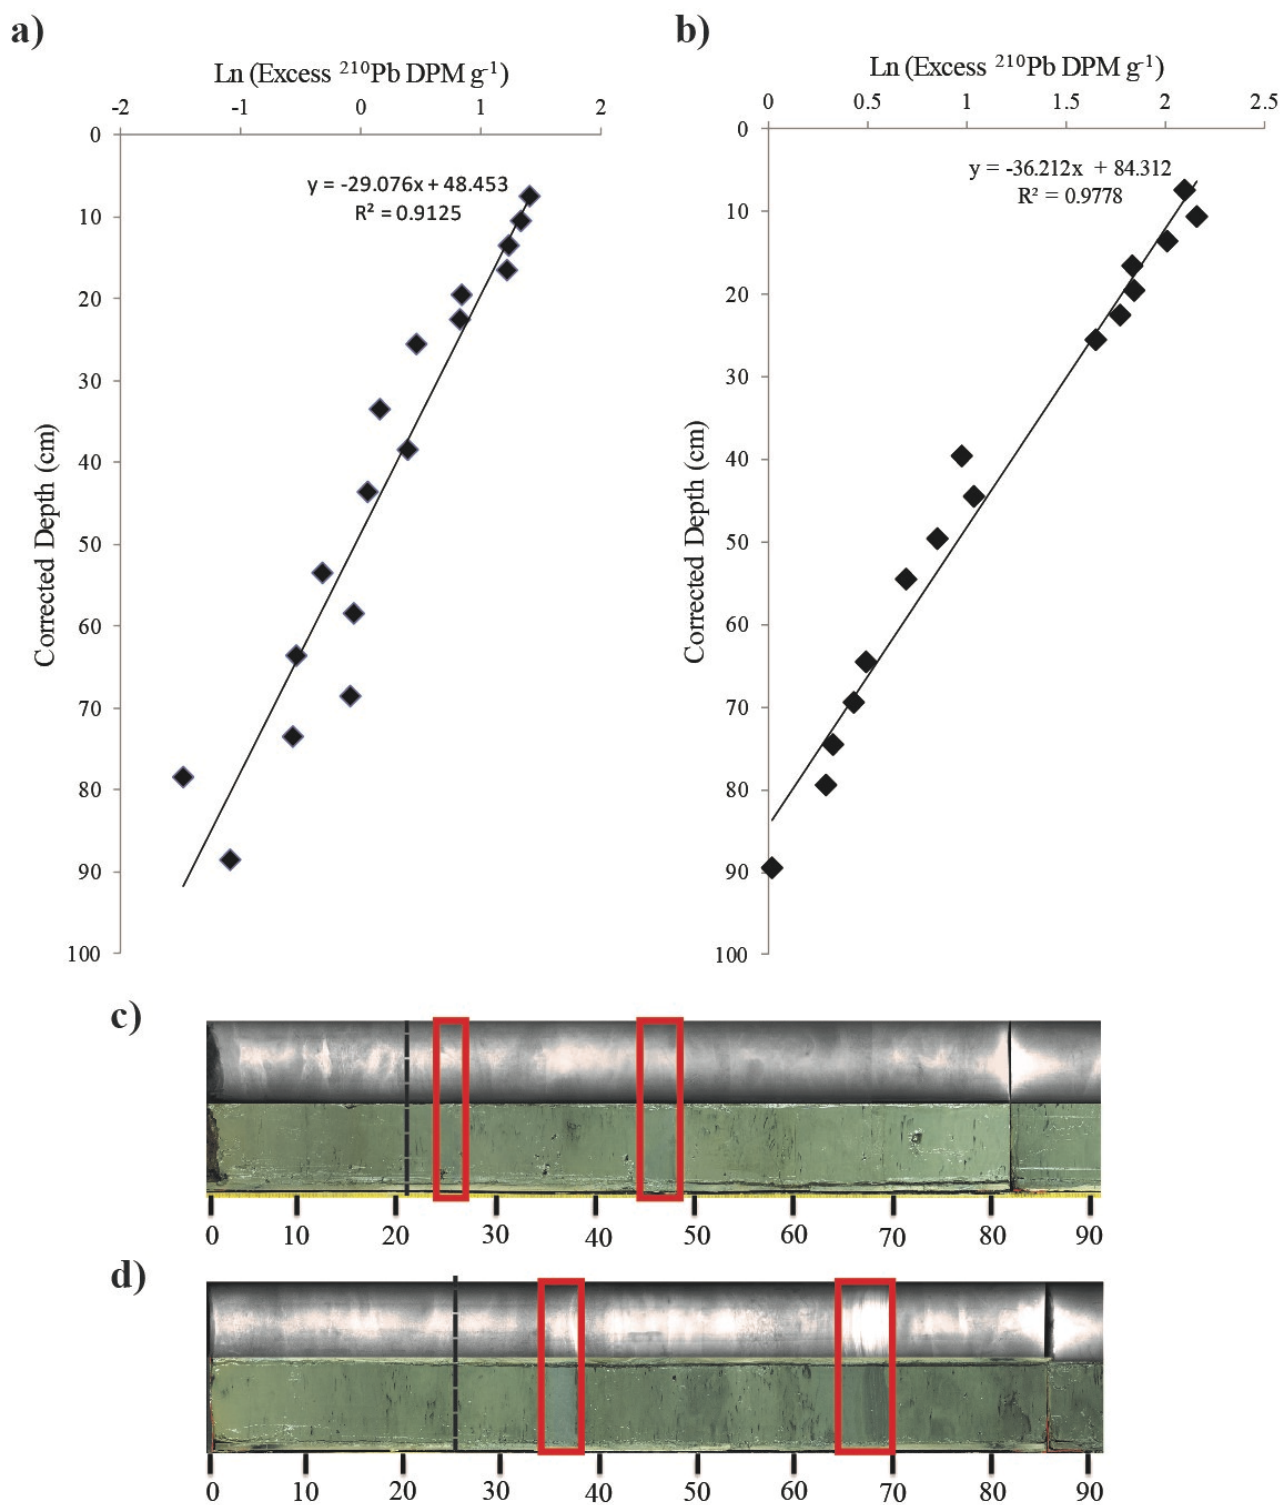 a)
Ln (Excess ²¹⁰Pb DPM g⁻¹)
-2 -1 0 1 2
0
y = -29.076x + 48.453
R² = 0.9125
10
20
30
40
50
60
70
80
90
100
Corrected Depth (cm)
b)
Ln (Excess ²¹⁰Pb DPM g⁻¹)
0 0.5 1 1.5 2 2.5
0
y = -36.212x + 84.312
R² = 0.9778
10
20
30
40
50
60
70
80
90
100
Corrected Depth (cm)
c)
0 10 20 30 40 50 60 70 80 90
d)
0 10 20 30 40 50 60 70 80 90